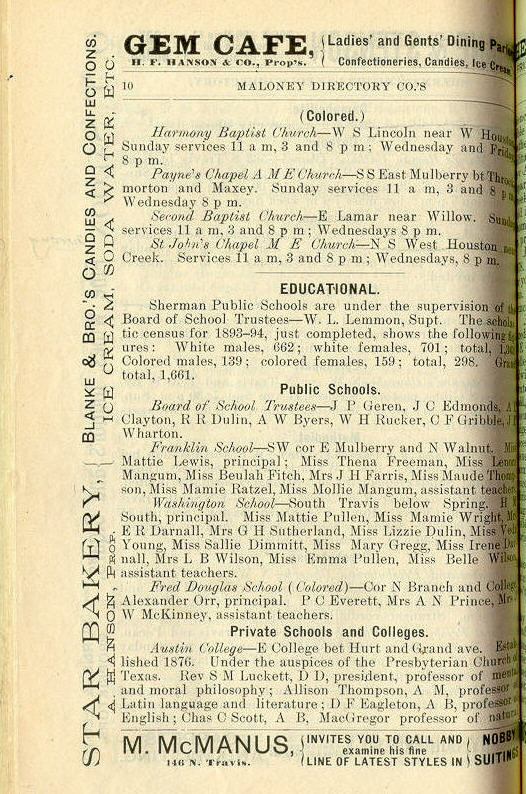 GEM CAFE, { Ladies' and Gents' Dining
H. F. HANSON & CO., Prop's. Confectioneries, Candies, Ice Cream
10 MALONEY DIRECTORY CO.'S
(Colored.)
Harmony Baptist Church—W S Lincoln near W
Sunday services 11 a m, 3 and 8 p m; Wednesday and
8 p m.
Payne's Chapel A M E Church—S S East Mulberry bt
morton and Maxey. Sunday services 11 a m, 3 and 8 p
Wednesday 8 p m.
Second Baptist Church—E Lamar near Willow.
services 11 a m, 3 and 8 p m; Wednesdays 8 p m.
St John's Chapel M E Church—N S West Houston
Creek. Services 11 a m, 3 and 8 p m; Wednesdays, 8 p m.
EDUCATIONAL.
Sherman Public Schools are under the supervision of
Board of School Trustees—W. L. Lemmon, Supt. The
tic census for 1893-94, just completed, shows the following
ures: White males, 662; white females, 701; total,
Colored males, 139; colored females, 159; total, 298.
total, 1,661.
Public Schools.
Board of School Trustees—J P Geren, J C Edmonds,
Clayton, R R Dulin, A W Byers, W H Rucker, C F Gribble,
Wharton.
Franklin School—SW cor E Mulberry and N Walnut.
Mattie Lewis, principal; Miss Thena Freeman, Miss
Mangum, Miss Beulah Fitch, Mrs J H Farris, Miss Maude
son, Miss Mamie Ratzel, Miss Mollie Mangum, assistant teachers
Washington School—South Travis below Spring.
South, principal. Miss Mattie Pullen, Miss Mamie Wright,
E R Darnall, Mrs G H Sutherland, Miss Lizzie Dulin, Miss
Young, Miss Sallie Dimmitt, Miss Mary Gregg, Miss Irene
nall, Mrs L B Wilson, Miss Emma Pullen, Miss Belle
assistant teachers.
Fred Douglas School (Colored)—Cor N Branch and College
Alexander Orr, principal. P C Everett, Mrs A N Prince,
W McKinney, assistant teachers.
Private Schools and Colleges.
Austin College—E College bet Hurt and Grand ave.
lished 1876. Under the auspices of the Presbyterian Church
Texas. Rev S M Luckett, D D, president, professor of
and moral philosophy; Allison Thompson, A M, professor
Latin language and literature; D F Eagleton, A B, professor
English; Chas C Scott, A B, MacGregor professor of
M. McMANUS, { INVITES YOU TO CALL AND } NOBBY
146 N. Travis. examine his fine
LINE OF LATEST STYLES IN SUITINGS
STAR BAKERY, { BLANKE & BRO.'S CANDIES AND CONFECTIONS.
A. HANSON, PROP. ICE CREAM, SODA WATER, ETC.